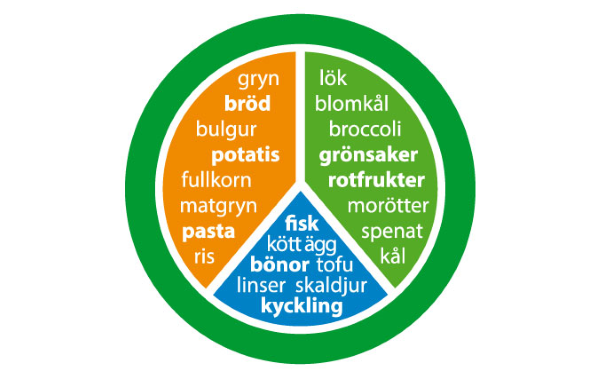 gryn
bröd
bulgur
potatis
fullkorn
matgryn
pasta
ris
lök
blomkål
broccoli
grönsaker
rotfrukter
morötter
spenat
kål
fisk
kött ägg
bönor tofu
linser skaldjur
kyckling